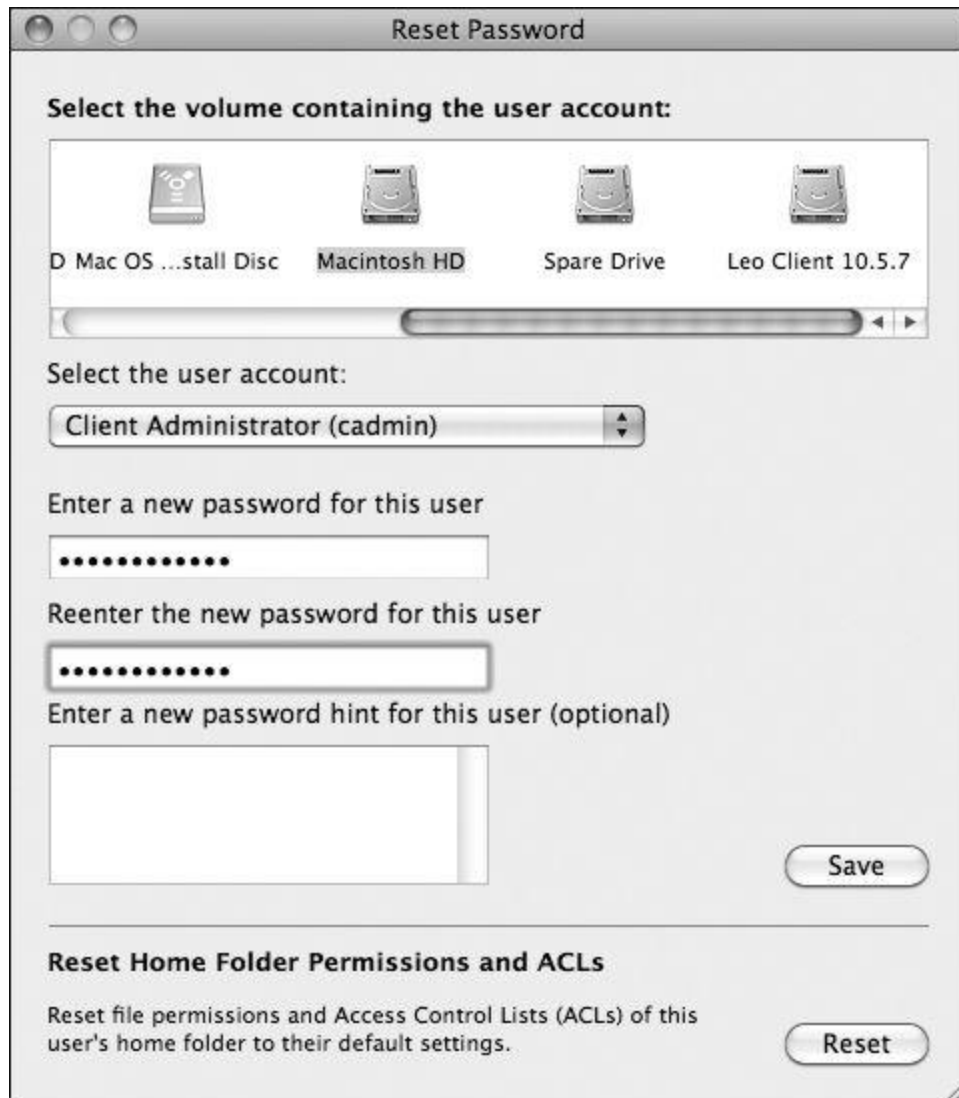 Reset Password
Select the volume containing the user account:
D Mac OS ...stall Disc
Macintosh HD
Spare Drive
Leo Client 10.5.7
Select the user account:
Client Administrator (cadmin)
Enter a new password for this user
••••••••••••
Reenter the new password for this user
••••••••••••
Enter a new password hint for this user (optional)
Save
Reset Home Folder Permissions and ACLs
Reset file permissions and Access Control Lists (ACLs) of this
user's home folder to their default settings.
Reset